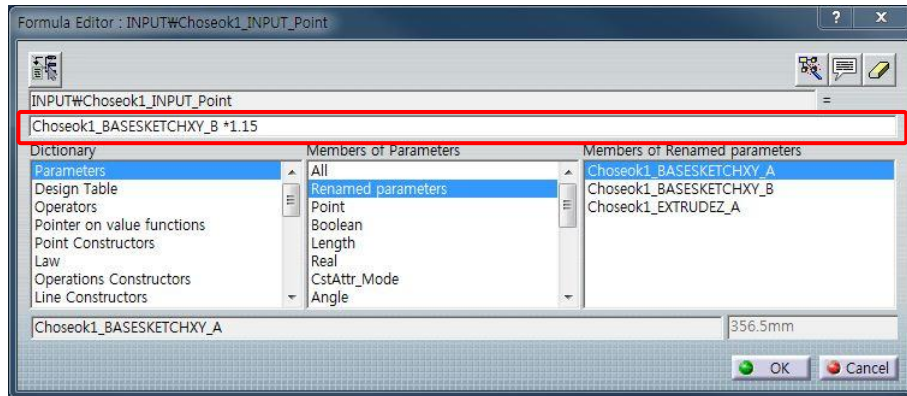 Formula Editor : INPUT₩Choseok1_INPUT_Point
? X
INPUT₩Choseok1_INPUT_Point =
Choseok1_BASESKETCHXY_B *1.15
Dictionary Members of Parameters Members of Renamed parameters
Parameters All Choseok1_BASESKETCHXY_A
Design Table Renamed parameters Choseok1_BASESKETCHXY_B
Operators Point Choseok1_EXTRUDEZ_A
Pointer on value functions Boolean
Point Constructors Length
Law Real
Operations Constructors CstAttr_Mode
Line Constructors Angle
Choseok1_BASESKETCHXY_A 356.5mm
OK Cancel